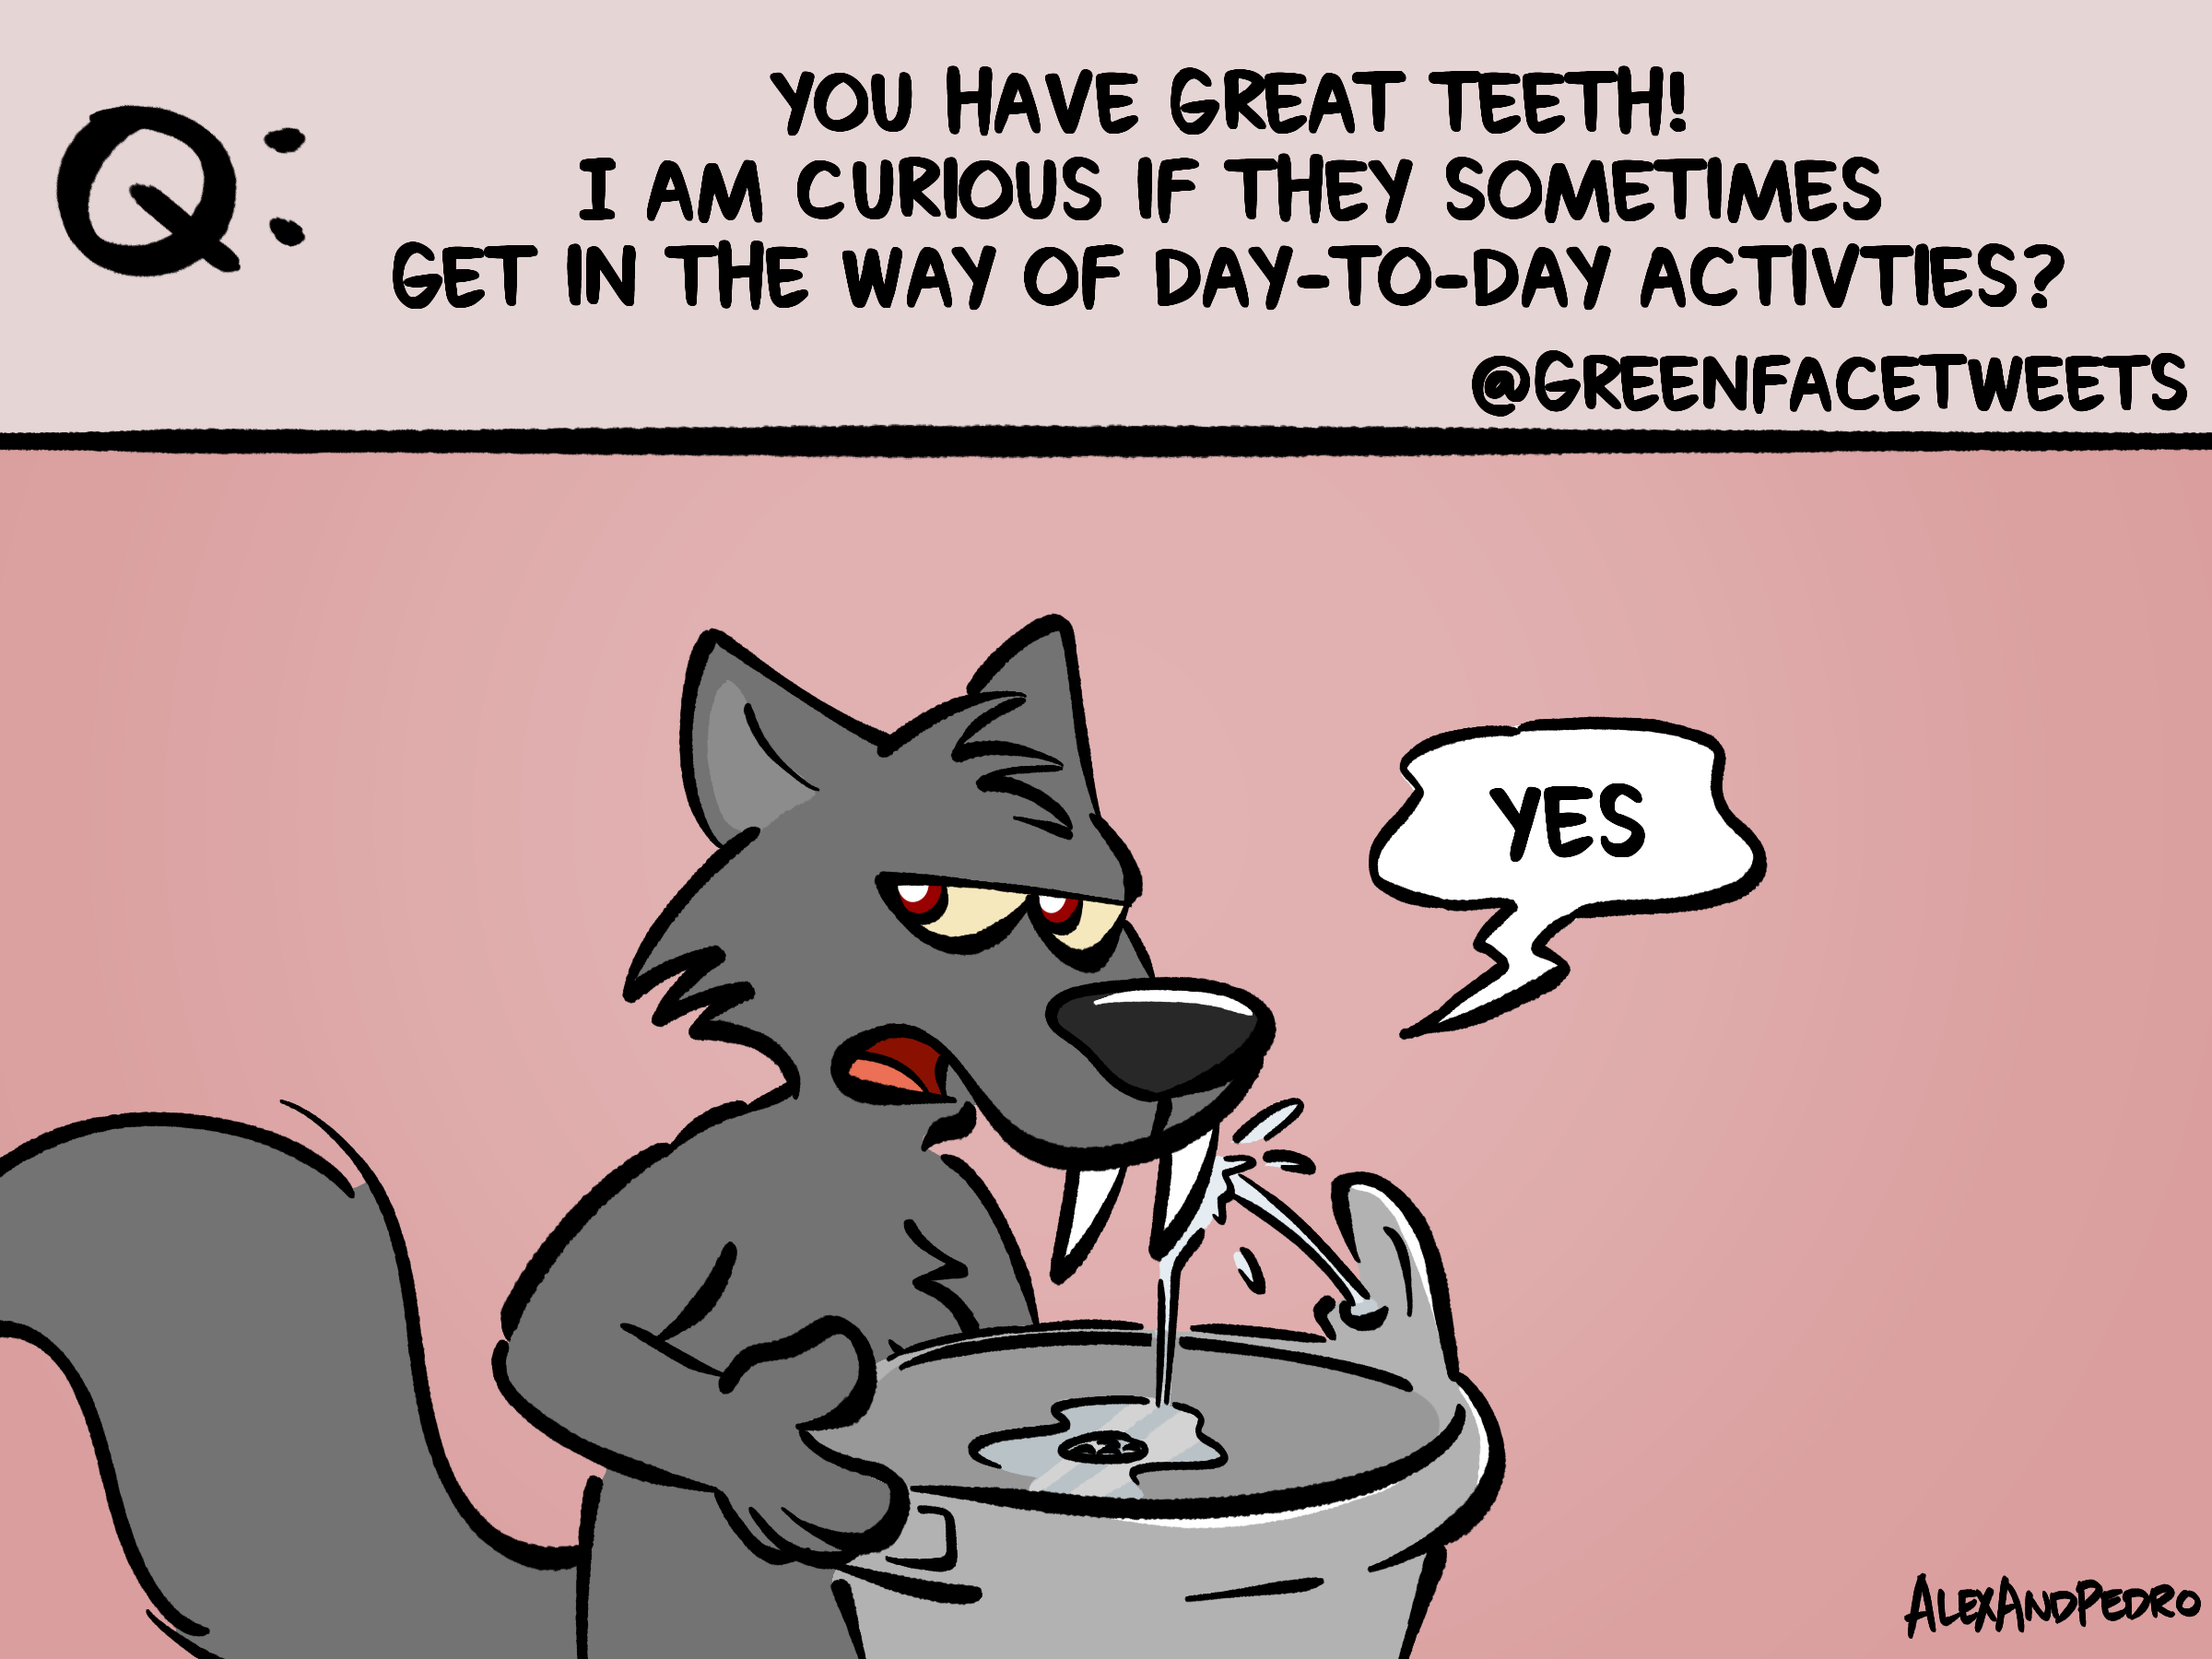 Q:
YOU HAVE GREAT TEETH!
I AM CURIOUS IF THEY SOMETIMES
GET IN THE WAY OF DAY-TO-DAY ACTIVTIES?
@GREENFACETWEETS
YES
ALEXANDPEDRO